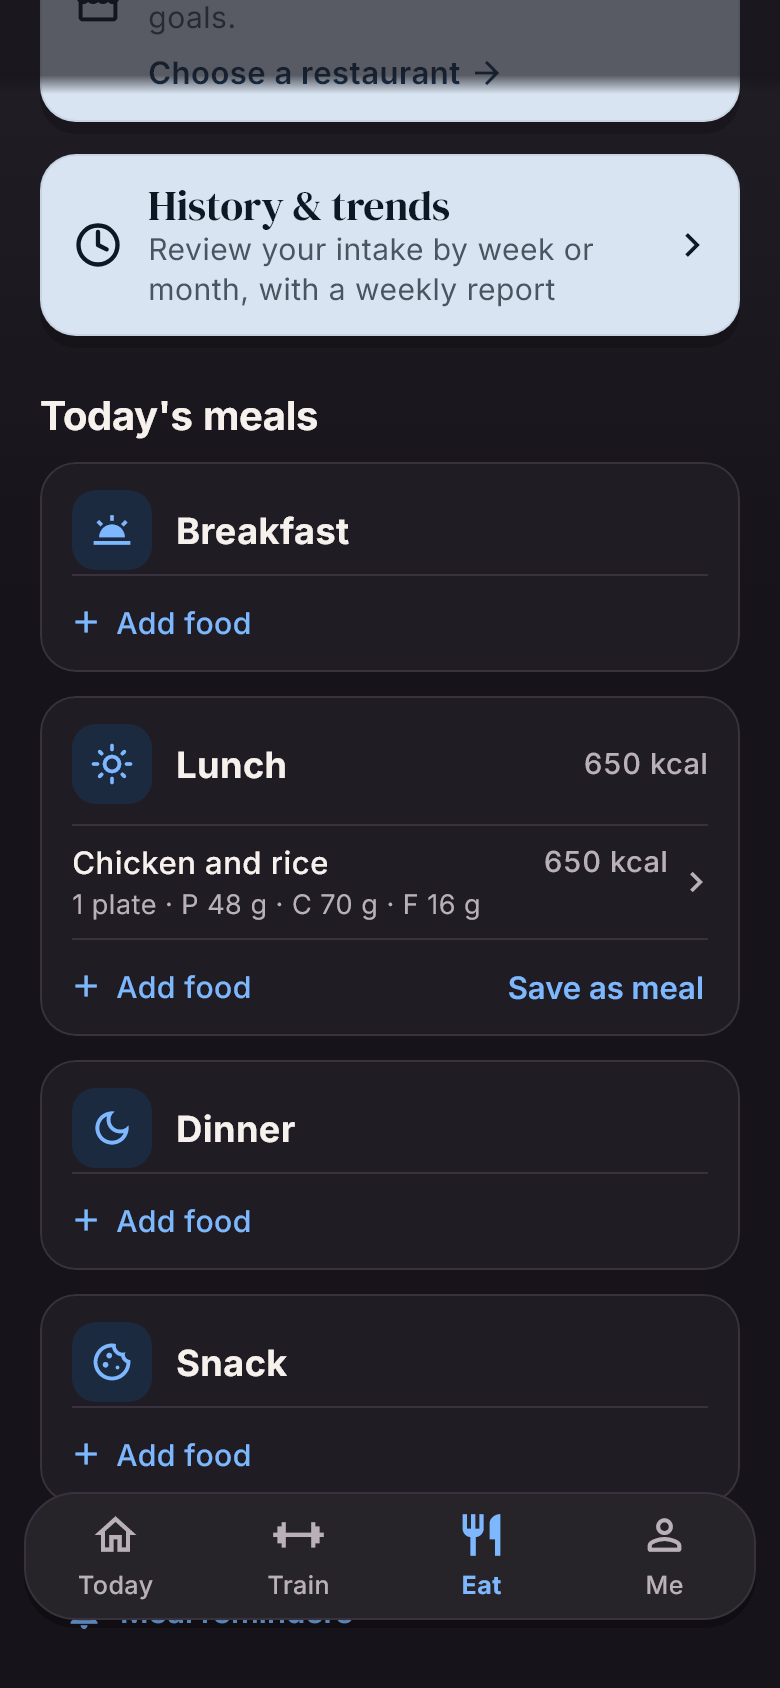 goals.
Choose a restaurant →
History & trends
Review your intake by week or
month, with a weekly report
Today's meals
Breakfast
+ Add food
Lunch
650 kcal
Chicken and rice
650 kcal
1 plate · P 48 g · C 70 g · F 16 g
+ Add food
Save as meal
Dinner
+ Add food
Snack
+ Add food
Today
Train
Eat
Me
Meal reminders